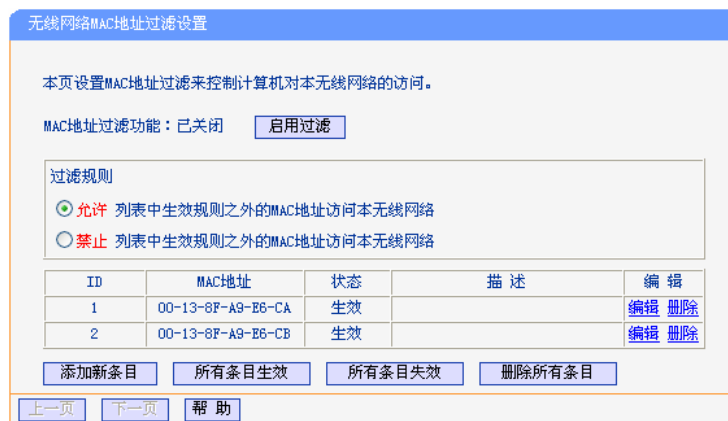 无线网络MAC地址过滤设置
本页设置MAC地址过滤来控制计算机对本无线网络的访问。
MAC地址过滤功能：已关闭 启用过滤
过滤规则
允许 列表中生效规则之外的MAC地址访问本无线网络
禁止 列表中生效规则之外的MAC地址访问本无线网络
ID MAC地址 状态 描 述 编 辑
1 00-13-8F-A9-E6-CA 生效 编辑 删除
2 00-13-8F-A9-E6-CB 生效 编辑 删除
添加新条目 所有条目生效 所有条目失效 删除所有条目
上一页 下一页 帮 助